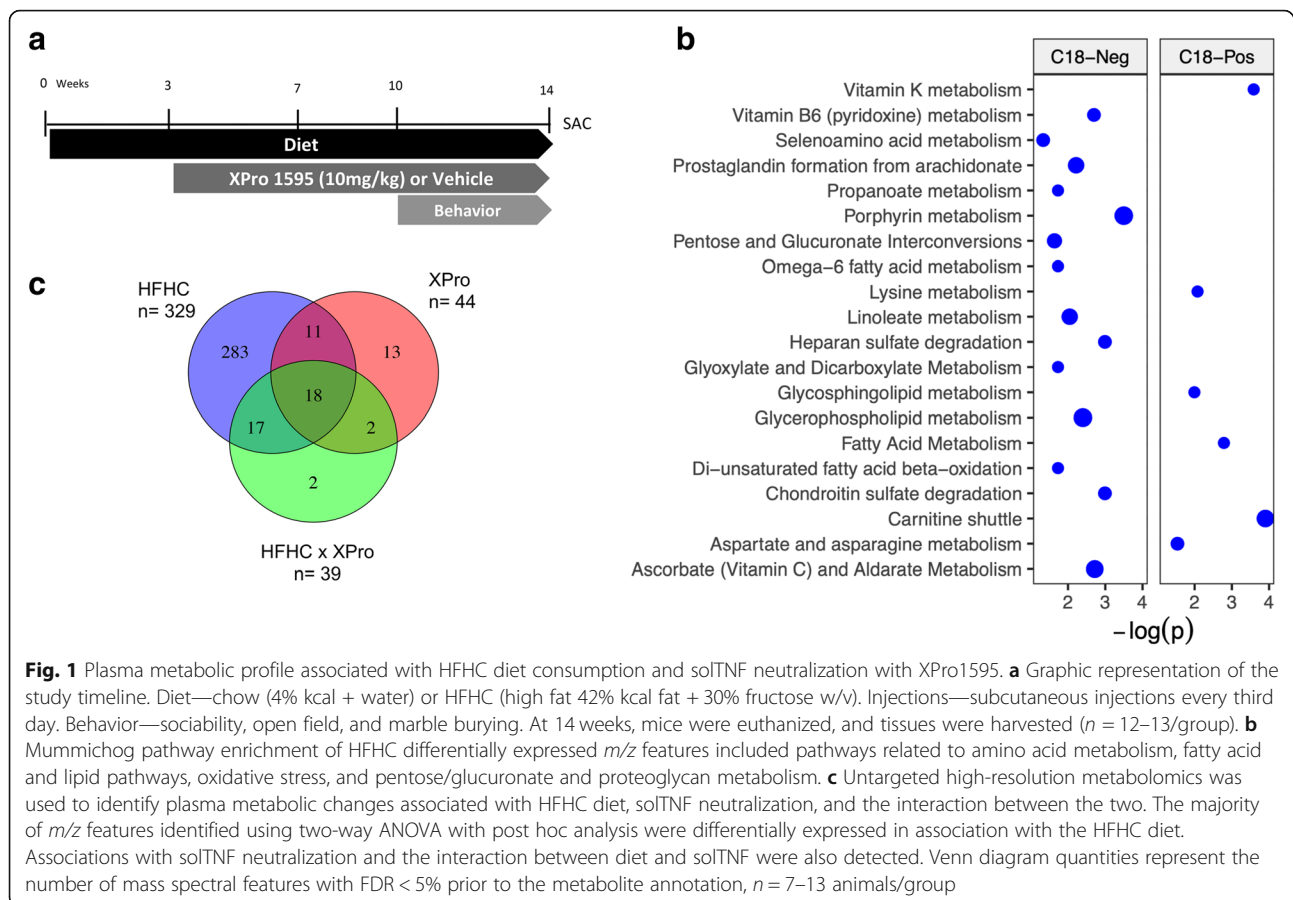 a
0 Weeks 3 7 10 14
SAC
Diet
XPro 1595 (10mg/kg) or Vehicle
Behavior
b
C18−Neg C18−Pos
Vitamin K metabolism
Vitamin B6 (pyridoxine) metabolism
Selenoamino acid metabolism
Prostaglandin formation from arachidonate
Propanoate metabolism
Porphyrin metabolism
Pentose and Glucuronate Interconversions
Omega−6 fatty acid metabolism
Lysine metabolism
Linoleate metabolism
Heparan sulfate degradation
Glyoxylate and Dicarboxylate Metabolism
Glycosphingolipid metabolism
Glycerophospholipid metabolism
Fatty Acid Metabolism
Di−unsaturated fatty acid beta−oxidation
Chondroitin sulfate degradation
Carnitine shuttle
Aspartate and asparagine metabolism
Ascorbate (Vitamin C) and Aldarate Metabolism
2 3 4 2 3 4
−log(p)
c
HFHC
n= 329
XPro
n= 44
11
283
13
18
17
2
2
HFHC x XPro
n= 39
Fig. 1 Plasma metabolic profile associated with HFHC diet consumption and solTNF neutralization with XPro1595. a Graphic representation of the
study timeline. Diet—chow (4% kcal + water) or HFHC (high fat 42% kcal fat + 30% fructose w/v). Injections—subcutaneous injections every third
day. Behavior—sociability, open field, and marble burying. At 14 weeks, mice were euthanized, and tissues were harvested (n = 12–13/group). b
Mummichog pathway enrichment of HFHC differentially expressed m/z features included pathways related to amino acid metabolism, fatty acid
and lipid pathways, oxidative stress, and pentose/glucuronate and proteoglycan metabolism. c Untargeted high-resolution metabolomics was
used to identify plasma metabolic changes associated with HFHC diet, solTNF neutralization, and the interaction between the two. The majority
of m/z features identified using two-way ANOVA with post hoc analysis were differentially expressed in association with the HFHC diet.
Associations with solTNF neutralization and the interaction between diet and solTNF were also detected. Venn diagram quantities represent the
number of mass spectral features with FDR < 5% prior to the metabolite annotation, n = 7–13 animals/group